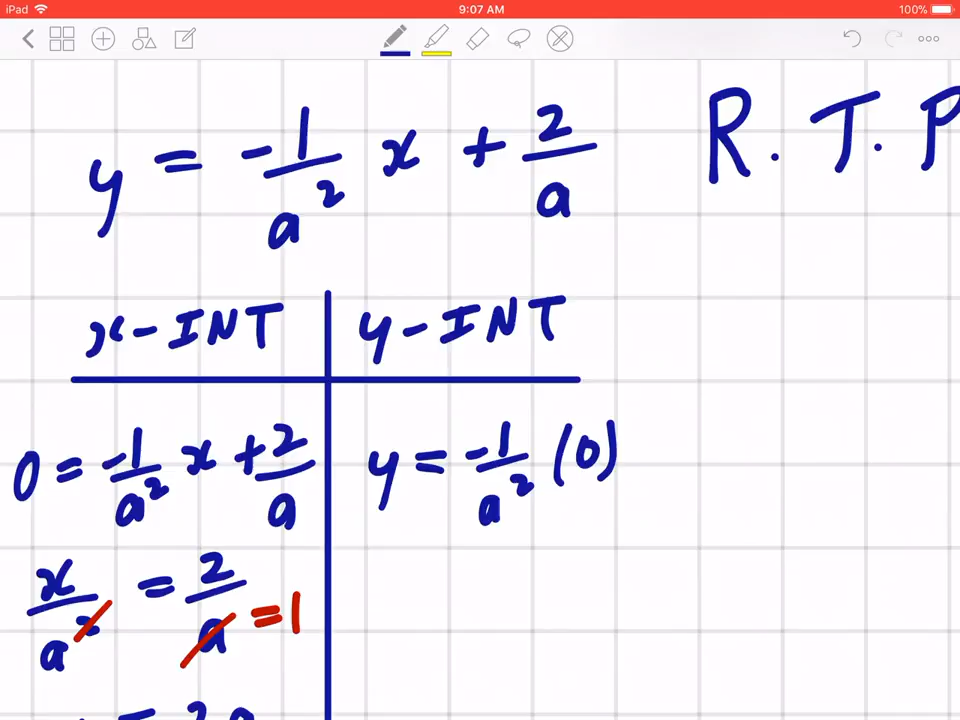 iPad 9:07 AM 100%
y = -1/a² x + 2/a
R.T.P
x-INT y-INT
0 = -1/a² x + 2/a
y = -1/a² (0)
x/a² = 2/a = 1
= 2a